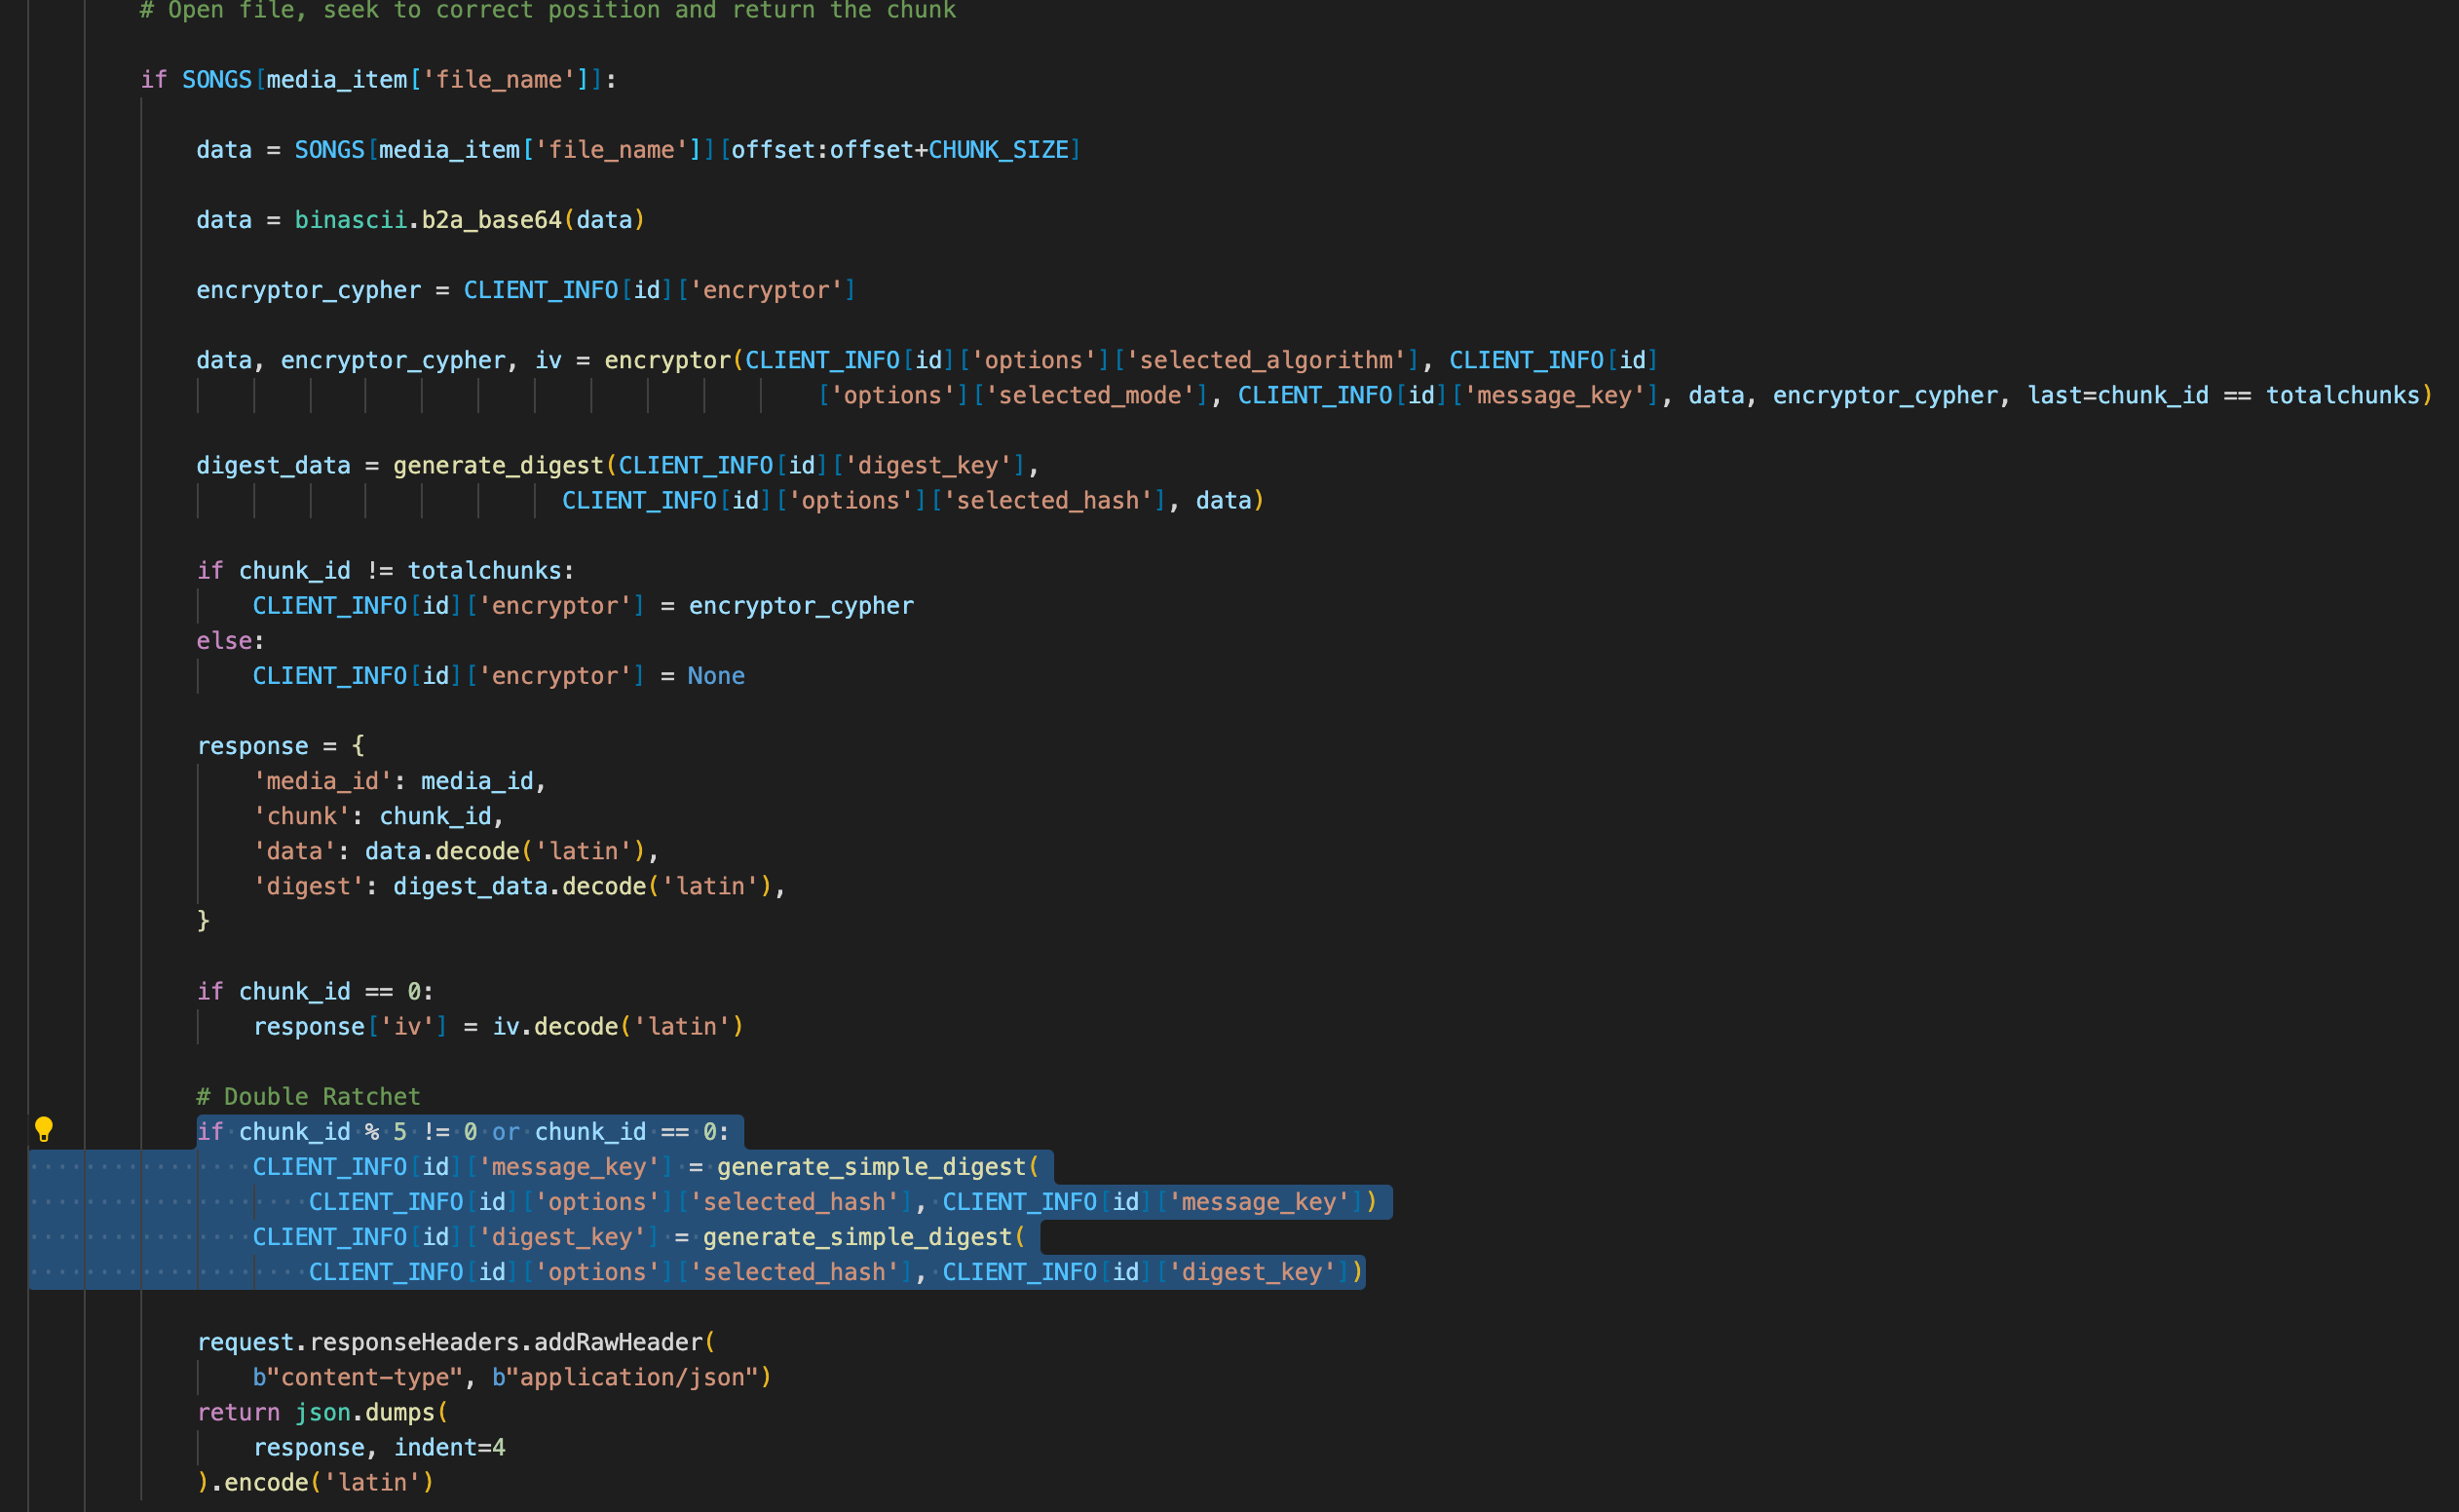 # Open file, seek to correct position and return the chunk
if SONGS[media_item['file_name']]:
data = SONGS[media_item['file_name']][offset:offset+CHUNK_SIZE]
data = binascii.b2a_base64(data)
encryptor_cypher = CLIENT_INFO[id]['encryptor']
data, encryptor_cypher, iv = encryptor(CLIENT_INFO[id]['options']['selected_algorithm'], CLIENT_INFO[id]
['options']['selected_mode'], CLIENT_INFO[id]['message_key'], data, encryptor_cypher, last=chunk_id == totalchunks)
digest_data = generate_digest(CLIENT_INFO[id]['digest_key'],
CLIENT_INFO[id]['options']['selected_hash'], data)
if chunk_id != totalchunks:
CLIENT_INFO[id]['encryptor'] = encryptor_cypher
else:
CLIENT_INFO[id]['encryptor'] = None
response = {
'media_id': media_id,
'chunk': chunk_id,
'data': data.decode('latin'),
'digest': digest_data.decode('latin'),
}
if chunk_id == 0:
response['iv'] = iv.decode('latin')
# Double Ratchet
if chunk_id % 5 != 0 or chunk_id == 0:
CLIENT_INFO[id]['message_key'] = generate_simple_digest(
CLIENT_INFO[id]['options']['selected_hash'], CLIENT_INFO[id]['message_key'])
CLIENT_INFO[id]['digest_key'] = generate_simple_digest(
CLIENT_INFO[id]['options']['selected_hash'], CLIENT_INFO[id]['digest_key'])
request.responseHeaders.addRawHeader(
b"content-type", b"application/json")
return json.dumps(
response, indent=4
).encode('latin')